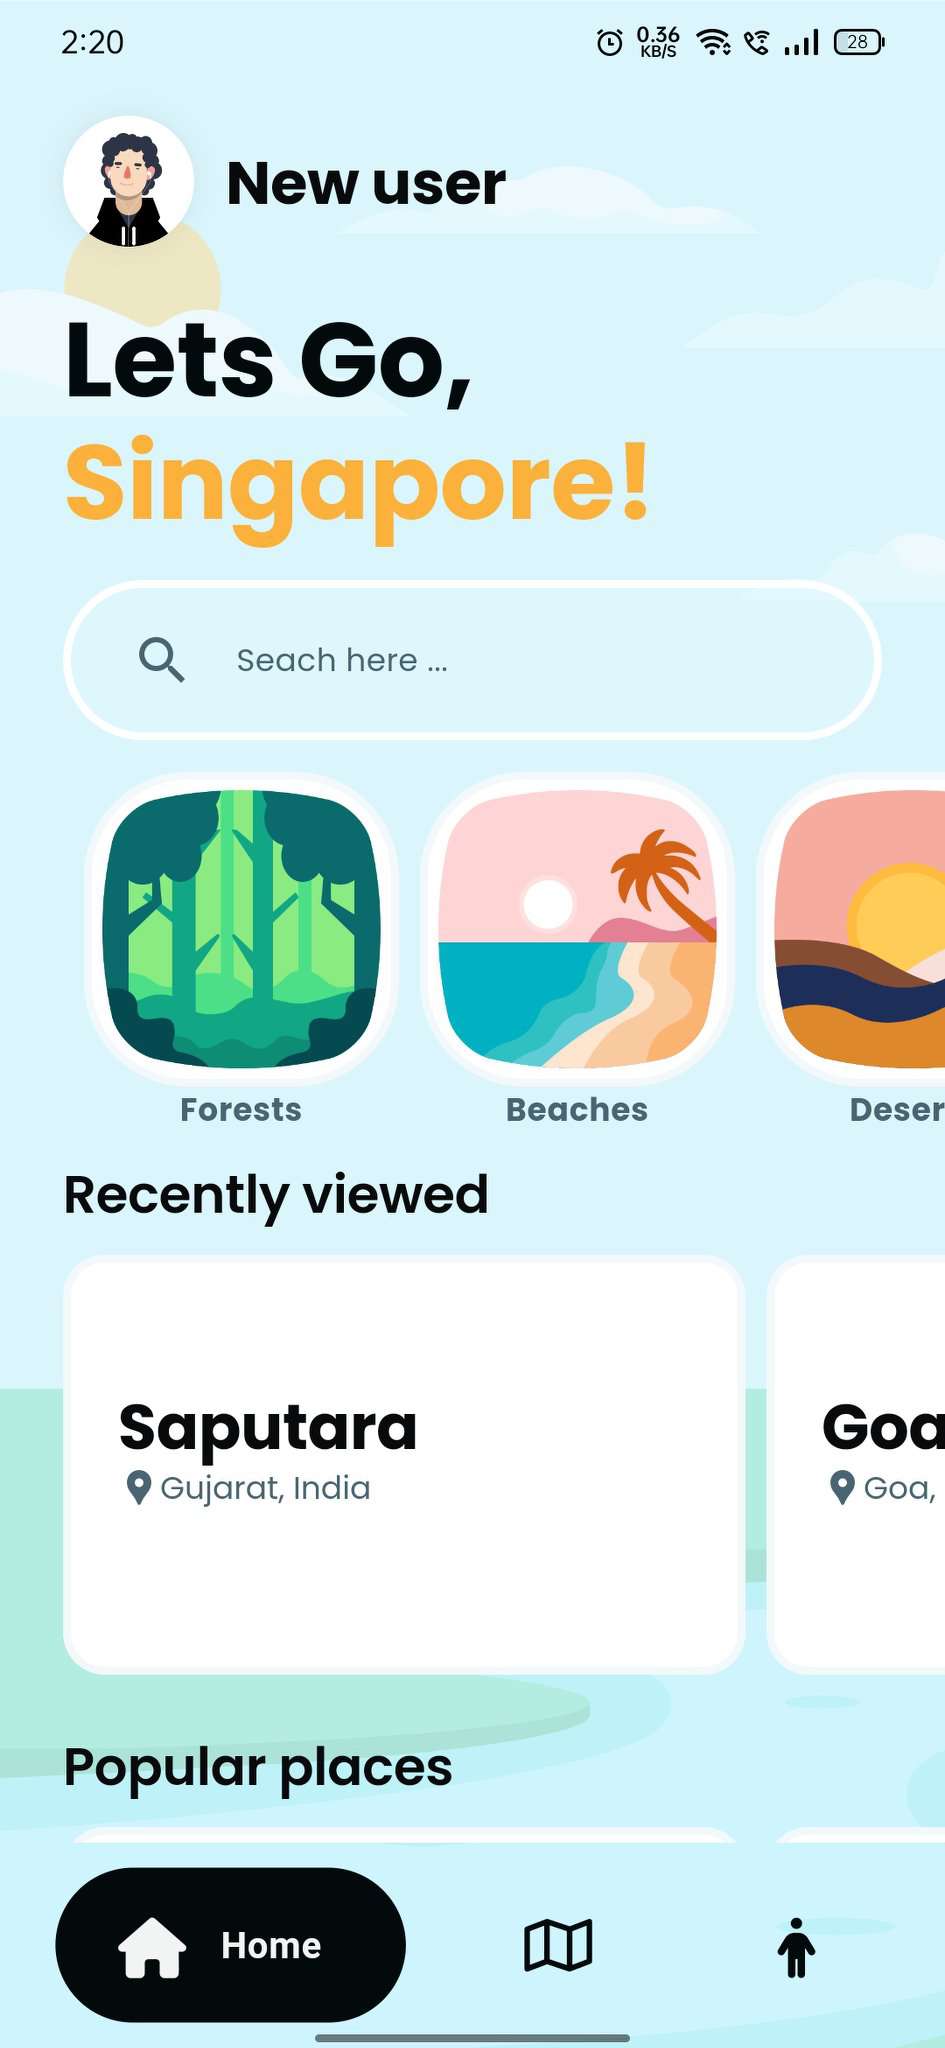 2:20
0.36
KB/S
28
New user
Lets Go,
Singapore!
Seach here ...
Forests
Beaches
Deser
Recently viewed
Saputara
Goa
Gujarat, India
Goa,
Popular places
Home